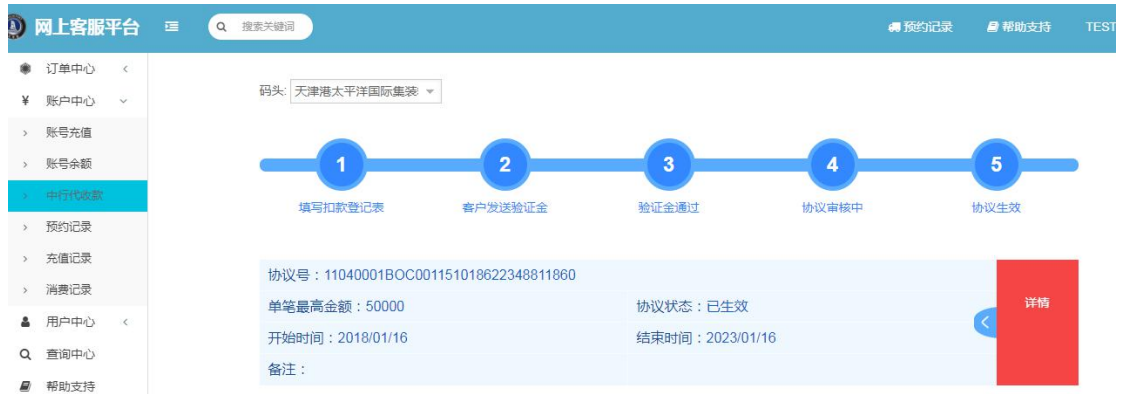 网上客服平台 搜索关键词 预约记录 帮助支持 TEST
订单中心
账户中心
账号充值
账号余额
中行代收款
预约记录
充值记录
消费记录
用户中心
查询中心
帮助支持
码头: 天津港太平洋国际集装
1 2 3 4 5
填写扣款登记表 客户发送验证金 验证金通过 协议审核中 协议生效
协议号：11040001BOC001151018622348811860
单笔最高金额：50000 协议状态：已生效
开始时间：2018/01/16 结束时间：2023/01/16
备注：
详情